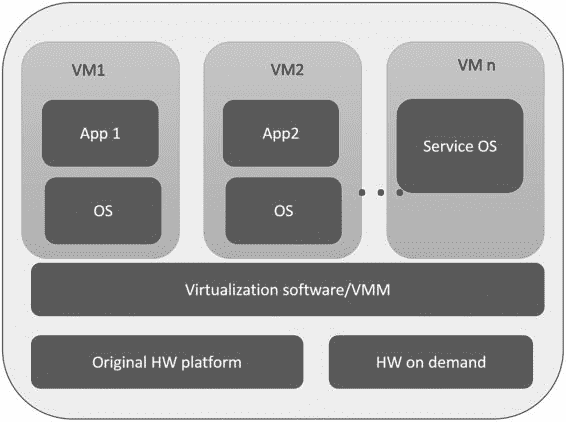 VM1
VM2
VM n
App 1
App2
Service OS
OS
OS
Virtualization software/VMM
Original HW platform
HW on demand